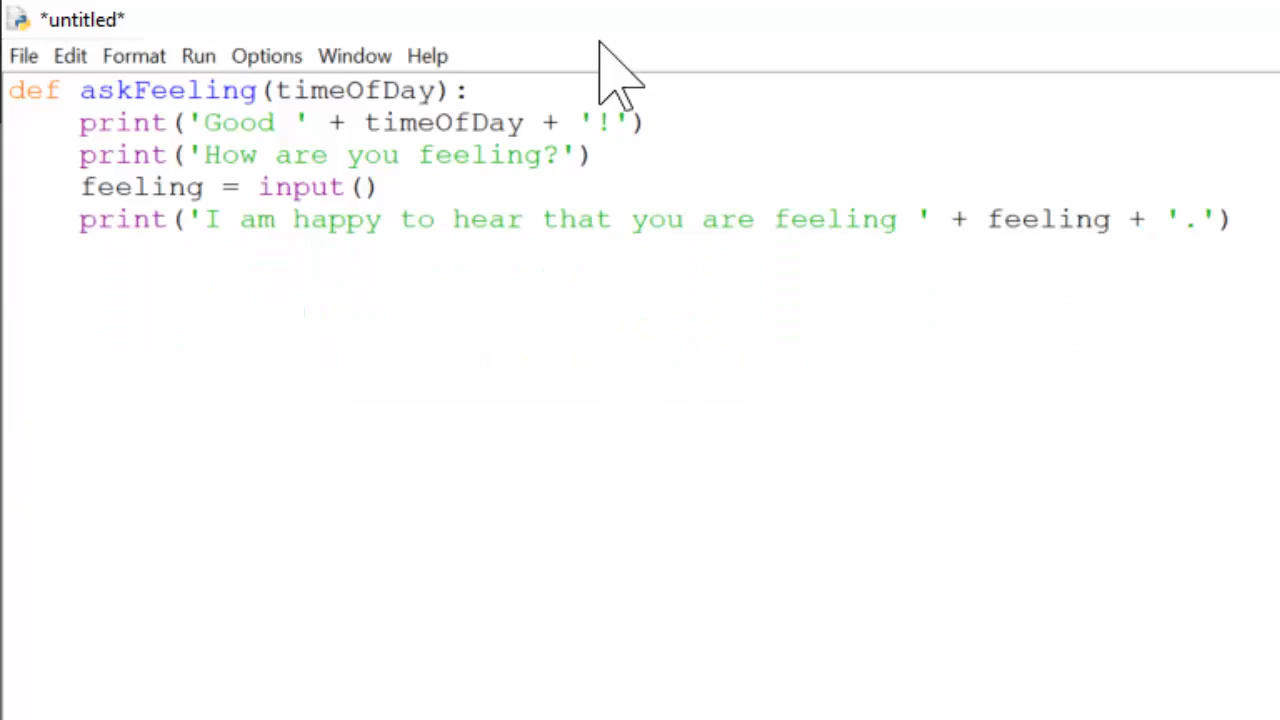 *untitled*
File Edit Format Run Options Window Help
def askFeeling(timeOfDay):
    print('Good ' + timeOfDay + '!')
    print('How are you feeling?')
    feeling = input()
    print('I am happy to hear that you are feeling ' + feeling + '.')